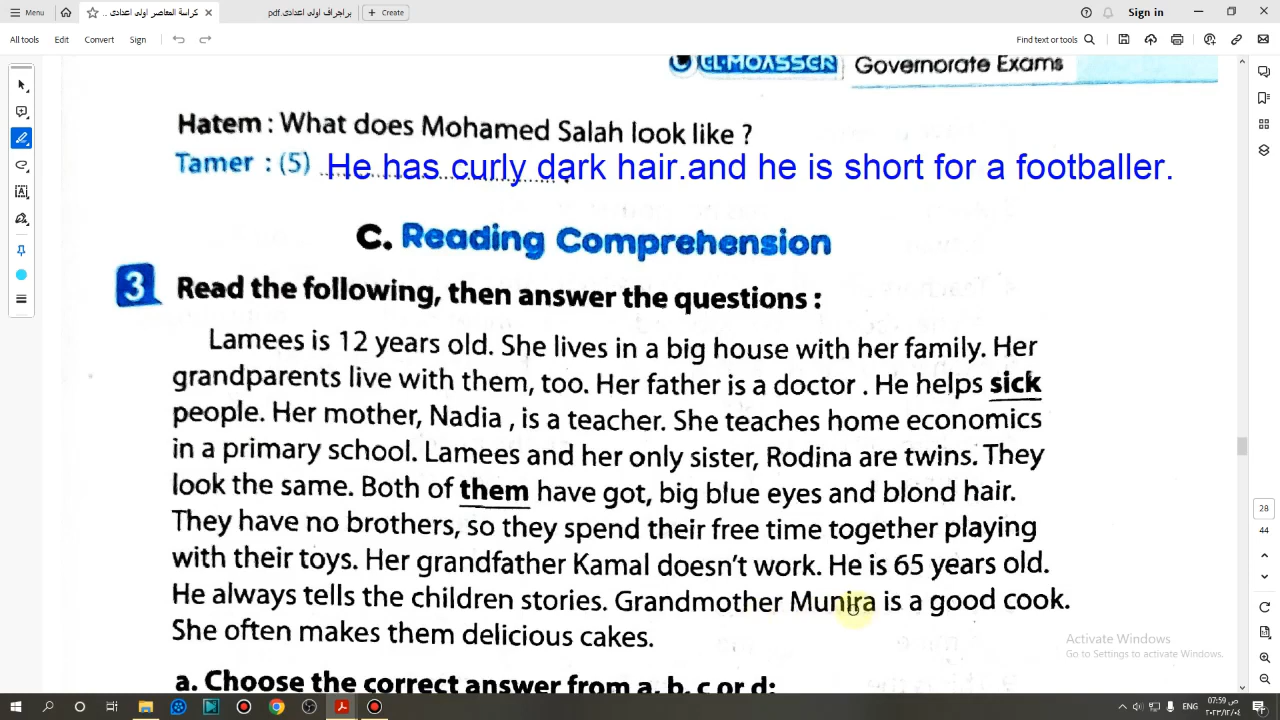 Menu
كراسة المعاصر اولى اعدادى ..
براجراف اولى اعدادى.pdf
Create
Sign in
All tools
Edit
Convert
Sign
Find text or tools
EL-MOASSER
Governorate Exams
Hatem : What does Mohamed Salah look like ?
Tamer : (5) He has curly dark hair.and he is short for a footballer.
C. Reading Comprehension
3 Read the following, then answer the questions :
Lamees is 12 years old. She lives in a big house with her family. Her
grandparents live with them, too. Her father is a doctor . He helps sick
people. Her mother, Nadia , is a teacher. She teaches home economics
in a primary school. Lamees and her only sister, Rodina are twins. They
look the same. Both of them have got, big blue eyes and blond hair.
They have no brothers, so they spend their free time together playing
with their toys. Her grandfather Kamal doesn't work. He is 65 years old.
He always tells the children stories. Grandmother Munira is a good cook.
She often makes them delicious cakes.
a. Choose the correct answer from a, b, c or d:
28
44
Activate Windows
Go to Settings to activate Windows.
07:59 ص
٢٠٢٣/١٢/٠٤